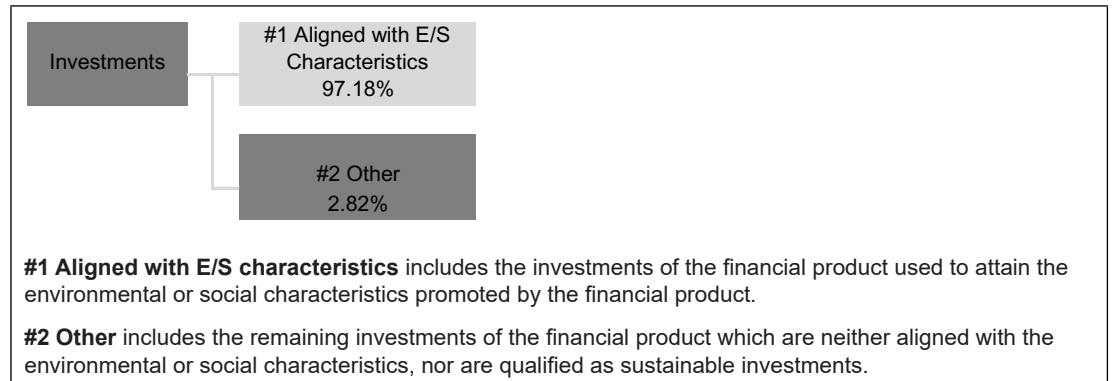 Investments
#1 Aligned with E/S
Characteristics
97.18%
#2 Other
2.82%
#1 Aligned with E/S characteristics includes the investments of the financial product used to attain the
environmental or social characteristics promoted by the financial product.
#2 Other includes the remaining investments of the financial product which are neither aligned with the
environmental or social characteristics, nor are qualified as sustainable investments.